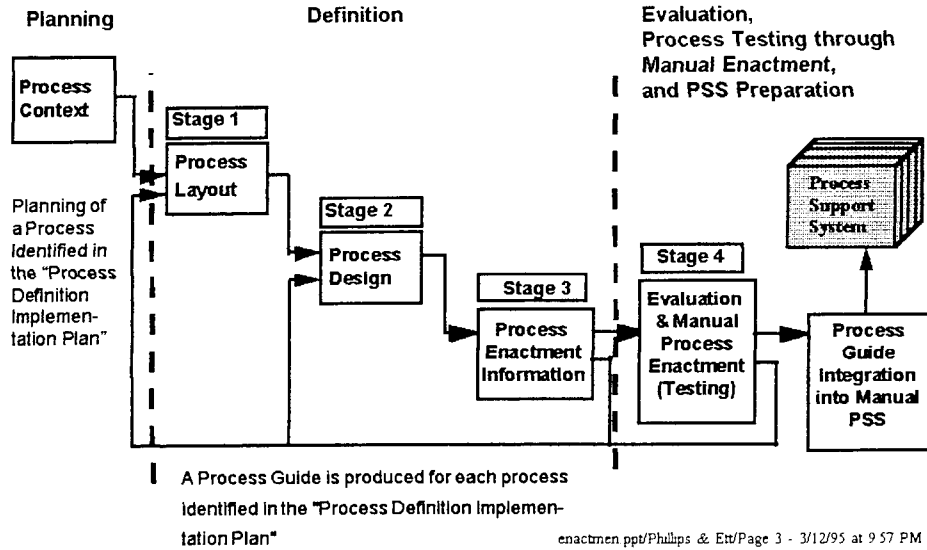 Planning
Definition
Evaluation,
Process Testing through
Manual Enactment,
and PSS Preparation
Process
Context
Stage 1
Process
Layout
Planning of
a Process
identified in
the "Process
Definition
Implemen-
tation Plan"
Stage 2
Process
Design
Stage 3
Process
Enactment
Information
Stage 4
Evaluation
& Manual
Process
Enactment
(Testing)
Process
Support
System
Process
Guide
Integration
into Manual
PSS
A Process Guide is produced for each process
identified in the "Process Definition Implemen-
tation Plan"
enactmen ppt/Phillips & Ett/Page 3 - 3/12/95 at 9 57 PM